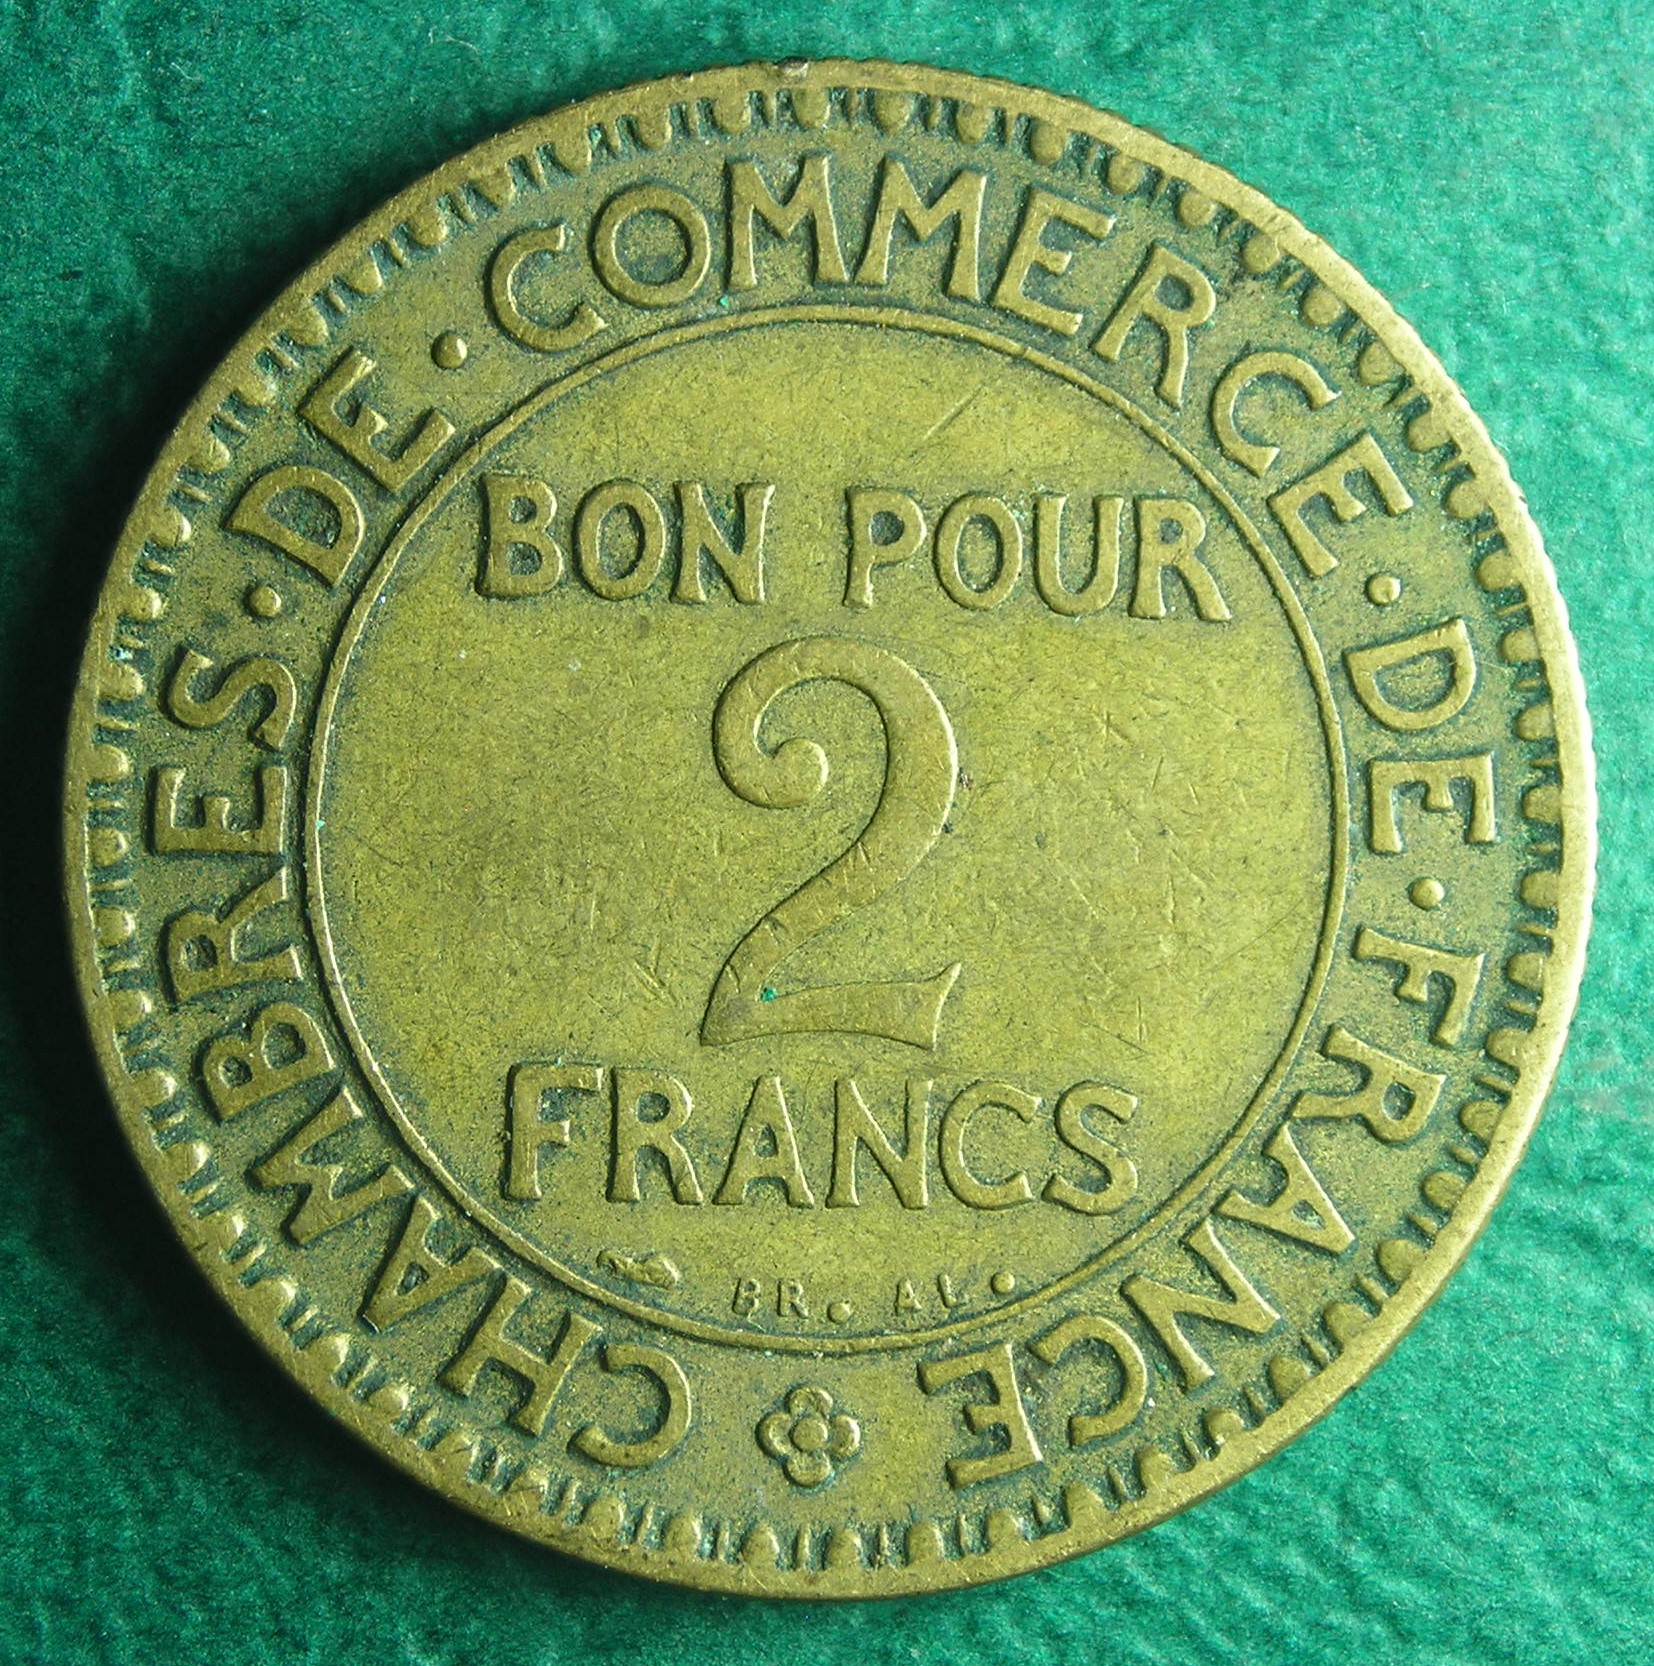 CHAMBRES · DE · COMMERCE · DE · FRANCE
BON POUR
2
FRANCS
BR. AL.